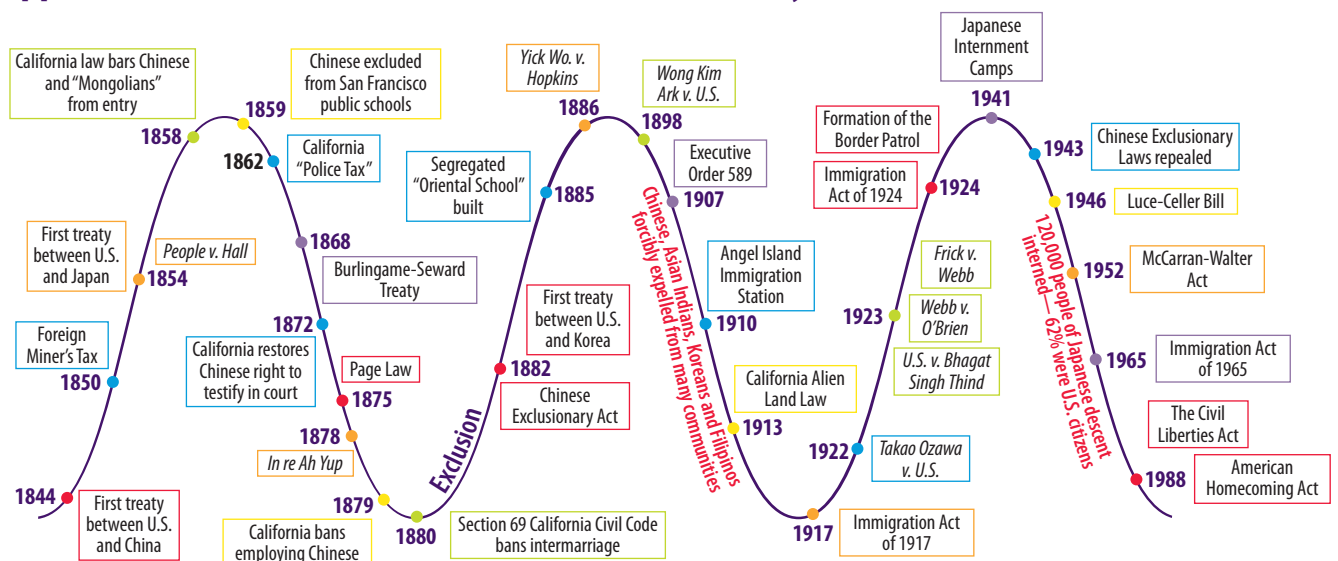 1844
First treaty
between U.S.
and China
Foreign
Miner's Tax
1850
First treaty
between U.S.
and Japan
1854
People v. Hall
California law bars Chinese
and "Mongolians"
from entry
1858
1859
Chinese excluded
from San Francisco
public schools
1862
California
"Police Tax"
1868
Burlingame-Seward
Treaty
1872
California restores
Chinese right to
testify in court
Page Law
1875
1878
In re Ah Yup
1879
California bans
employing Chinese
1880
Section 69 California Civil Code
bans intermarriage
Exclusion
First treaty
between U.S.
and Korea
1882
Chinese
Exclusionary Act
Segregated
"Oriental School"
built
1885
Yick Wo. v.
Hopkins
1886
Wong Kim
Ark v. U.S.
1898
Executive
Order 589
1907
Chinese, Asian Indians, Koreans and Filipinos
forcibly expelled from many communities
Angel Island
Immigration
Station
1910
California Alien
Land Law
1913
1917
Immigration Act
of 1917
1922
Takao Ozawa
v. U.S.
1923
Frick v.
Webb
Webb v.
O'Brien
U.S. v. Bhagat
Singh Thind
Formation of the
Border Patrol
Immigration
Act of 1924
1924
Japanese
Internment
Camps
1941
1943
Chinese Exclusionary
Laws repealed
1946
Luce-Celler Bill
120,000 people of Japanese descent
interned— 62% were U.S. citizens
1952
McCarran-Walter
Act
1965
Immigration Act
of 1965
The Civil
Liberties Act
1988
American
Homecoming Act